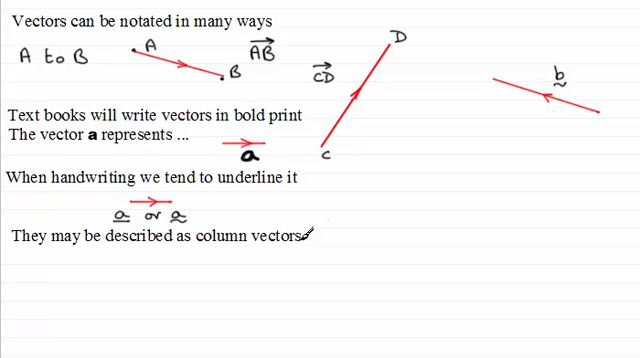 Vectors can be notated in many ways
A to B
A
B
AB
CD
D
C
b
Text books will write vectors in bold print
The vector a represents ...
a
When handwriting we tend to underline it
a or a
They may be described as column vectors